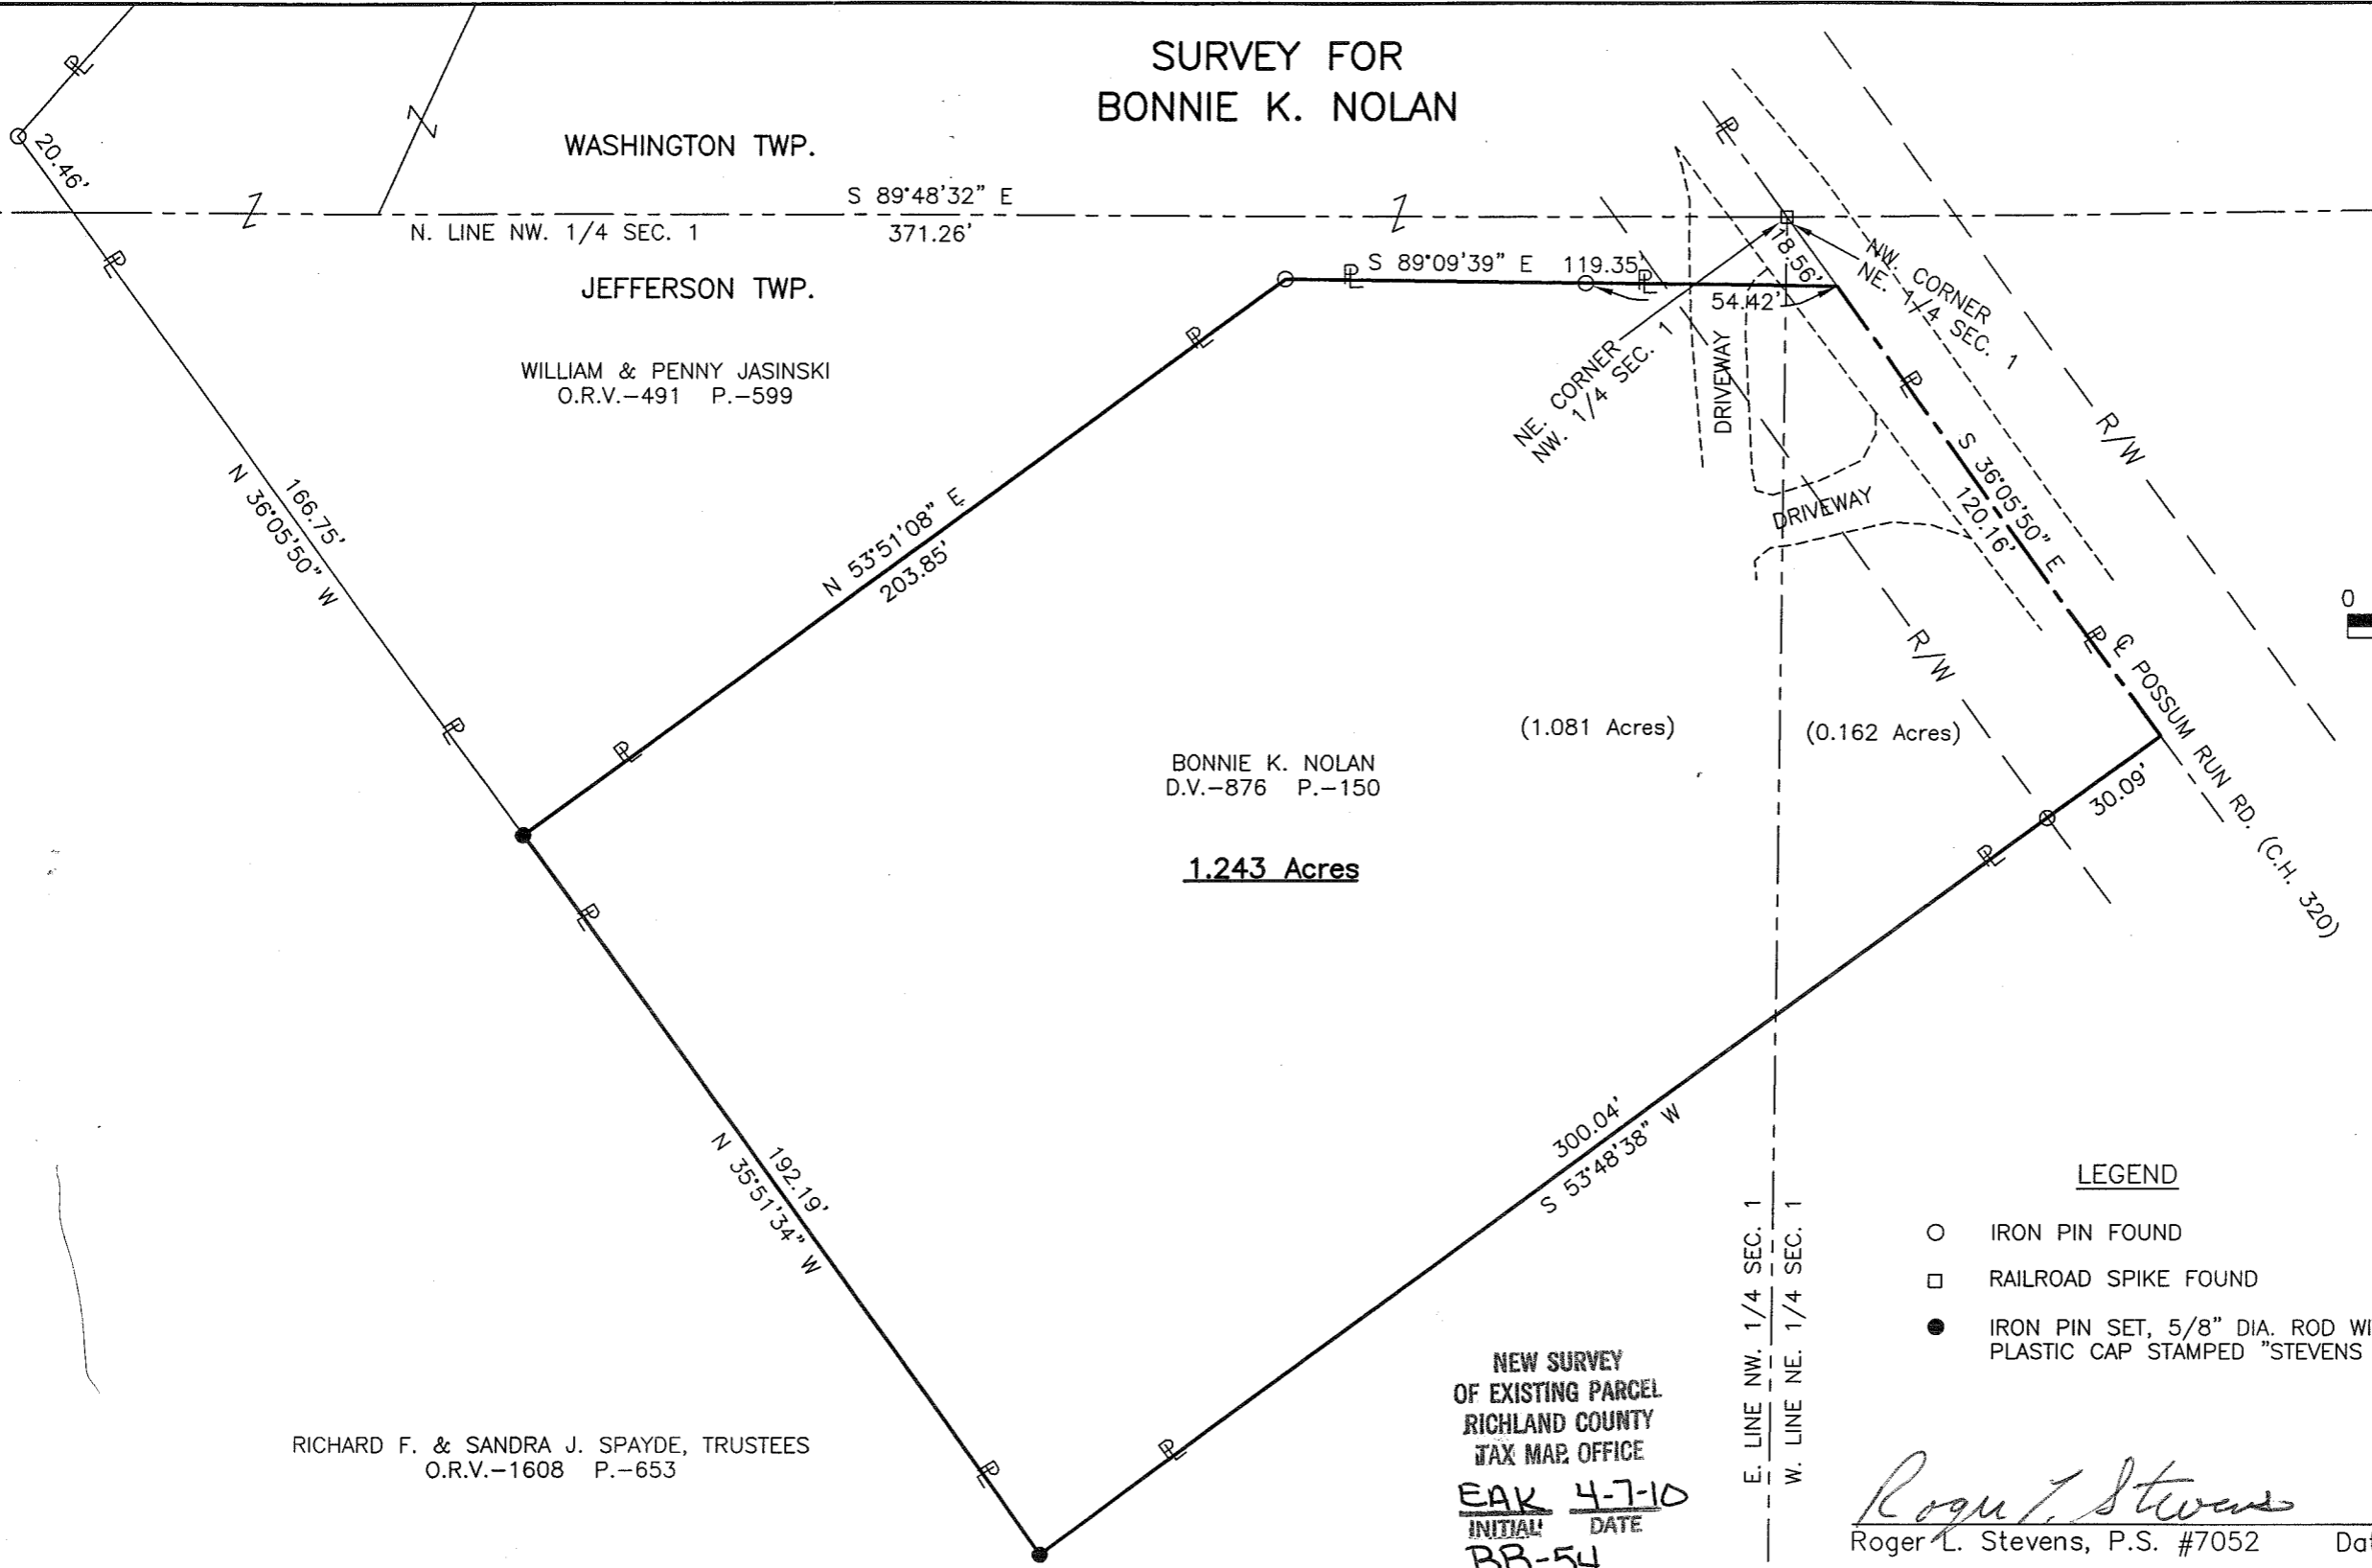 SURVEY FOR
BONNIE K. NOLAN
WASHINGTON TWP.
20.46'
S 89°48'32" E
N. LINE NW. 1/4 SEC. 1
371.26'
JEFFERSON TWP.
WILLIAM & PENNY JASINSKI
O.R.V.-491 P.-599
S 89°09'39" E 119.35'
54.42'
18.56'
NW. CORNER
NE. 1/4 SEC. 1
NE. CORNER
NW. 1/4 SEC. 1
DRIVEWAY
DRIVEWAY
R/W
R/W
S 36°05'50" E
120.16'
℄ POSSUM RUN RD. (C.H. 320)
166.75'
N 36°05'50" W
N 53°51'08" E
203.85'
0
(1.081 Acres)
(0.162 Acres)
BONNIE K. NOLAN
D.V.-876 P.-150
1.243 Acres
30.09'
300.04'
S 53°48'38" W
192.19'
N 35°51'34" W
E. LINE NW. 1/4 SEC. 1
W. LINE NE. 1/4 SEC. 1
RICHARD F. & SANDRA J. SPAYDE, TRUSTEES
O.R.V.-1608 P.-653
LEGEND
IRON PIN FOUND
RAILROAD SPIKE FOUND
IRON PIN SET, 5/8" DIA. ROD WI
PLASTIC CAP STAMPED "STEVENS
NEW SURVEY
OF EXISTING PARCEL
RICHLAND COUNTY
TAX MAP OFFICE
EAK 4-7-10
INITIAL DATE
BB-54
Roger L. Stevens
Roger L. Stevens, P.S. #7052 Dat